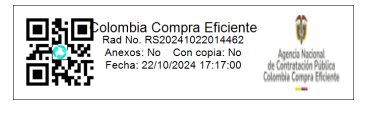 Colombia Compra Eficiente
Rad No. RS20241022014462
Anexos: No Con copia: No
Fecha: 22/10/2024 17:17:00
Agencia Nacional
de Contratación Pública
Colombia Compra Eficiente